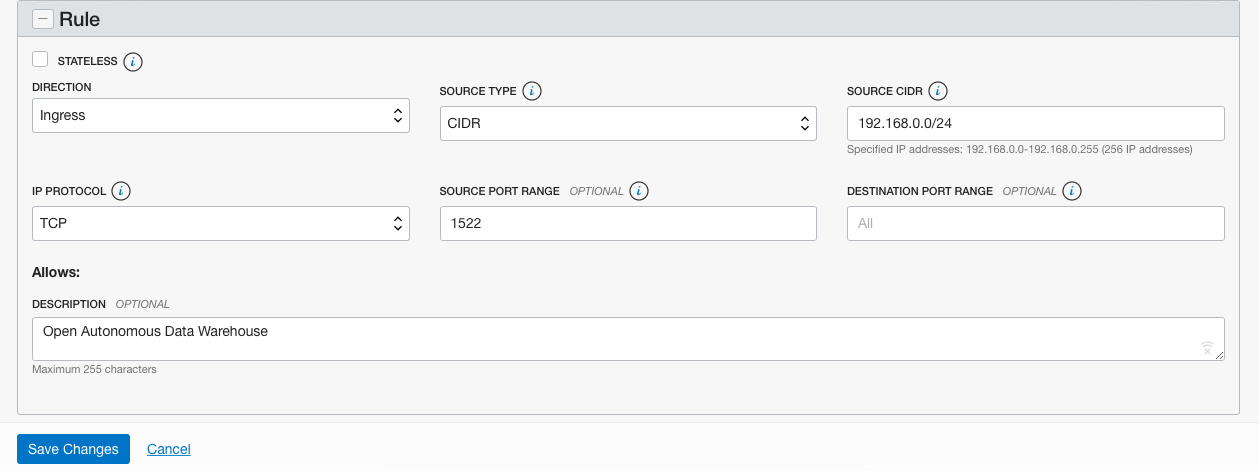 Rule
STATELESS i
DIRECTION
Ingress
SOURCE TYPE i
CIDR
SOURCE CIDR i
192.168.0.0/24
Specified IP addresses: 192.168.0.0-192.168.0.255 (256 IP addresses)
IP PROTOCOL i
TCP
SOURCE PORT RANGE OPTIONAL i
1522
DESTINATION PORT RANGE OPTIONAL i
All
Allows:
DESCRIPTION OPTIONAL
Open Autonomous Data Warehouse
Maximum 255 characters
Save Changes Cancel